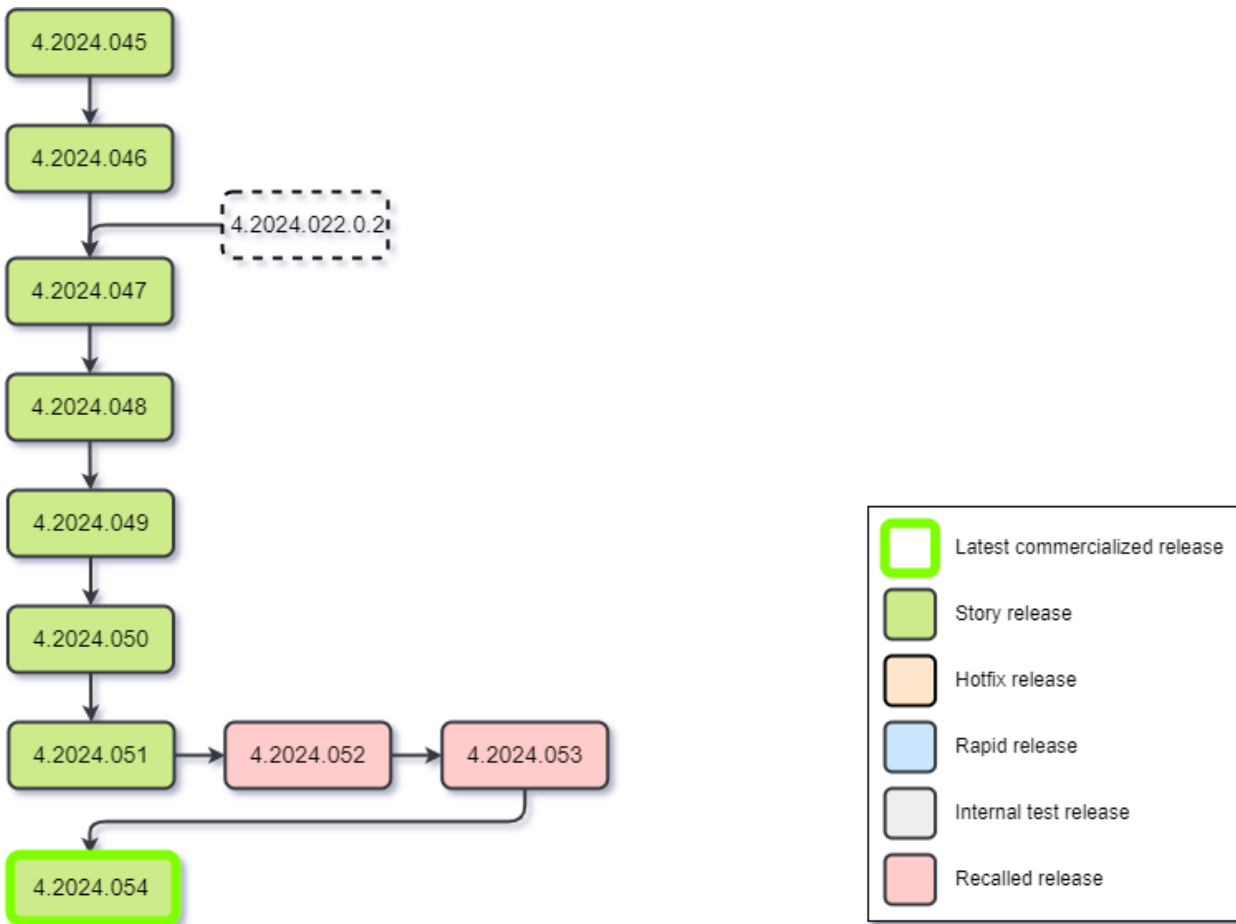 4.2024.045
4.2024.046
4.2024.022.0.2
4.2024.047
4.2024.048
4.2024.049
4.2024.050
4.2024.051
4.2024.052
4.2024.053
4.2024.054
Latest commercialized release
Story release
Hotfix release
Rapid release
Internal test release
Recalled release